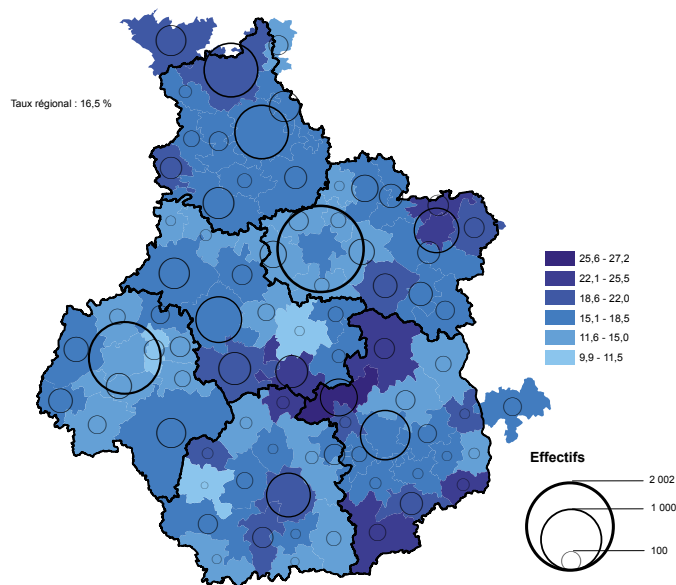 Taux régional : 16,5 %
25,6 - 27,2
22,1 - 25,5
18,6 - 22,0
15,1 - 18,5
11,6 - 15,0
9,9 - 11,5
Effectifs
2 002
1 000
100